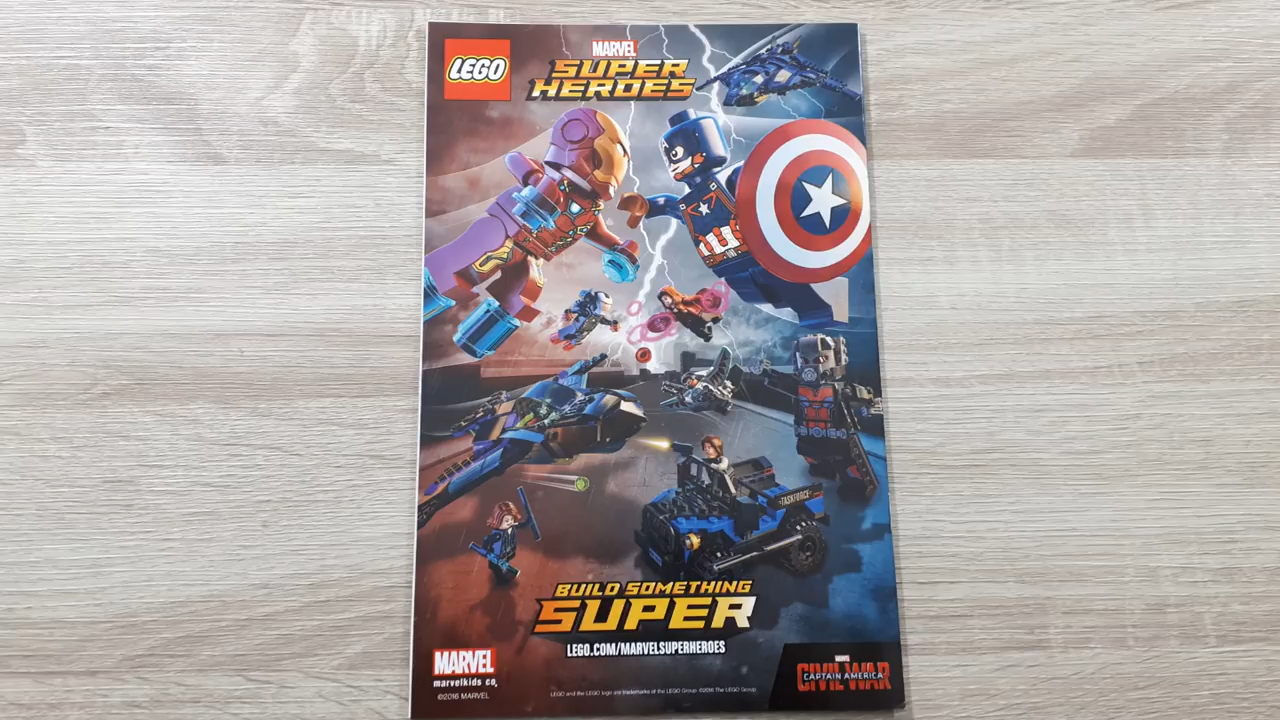 LEGO
MARVEL
SUPER
HEROES
TASKFORCE
BUILD SOMETHING
SUPER
LEGO.COM/MARVELSUPERHEROES
MARVEL
marvelkids.co
©2016 MARVEL
LEGO and the LEGO logo are trademarks of the LEGO Group. ©2016 The LEGO Group.
MARVEL
CAPTAIN AMERICA
CIVIL WAR